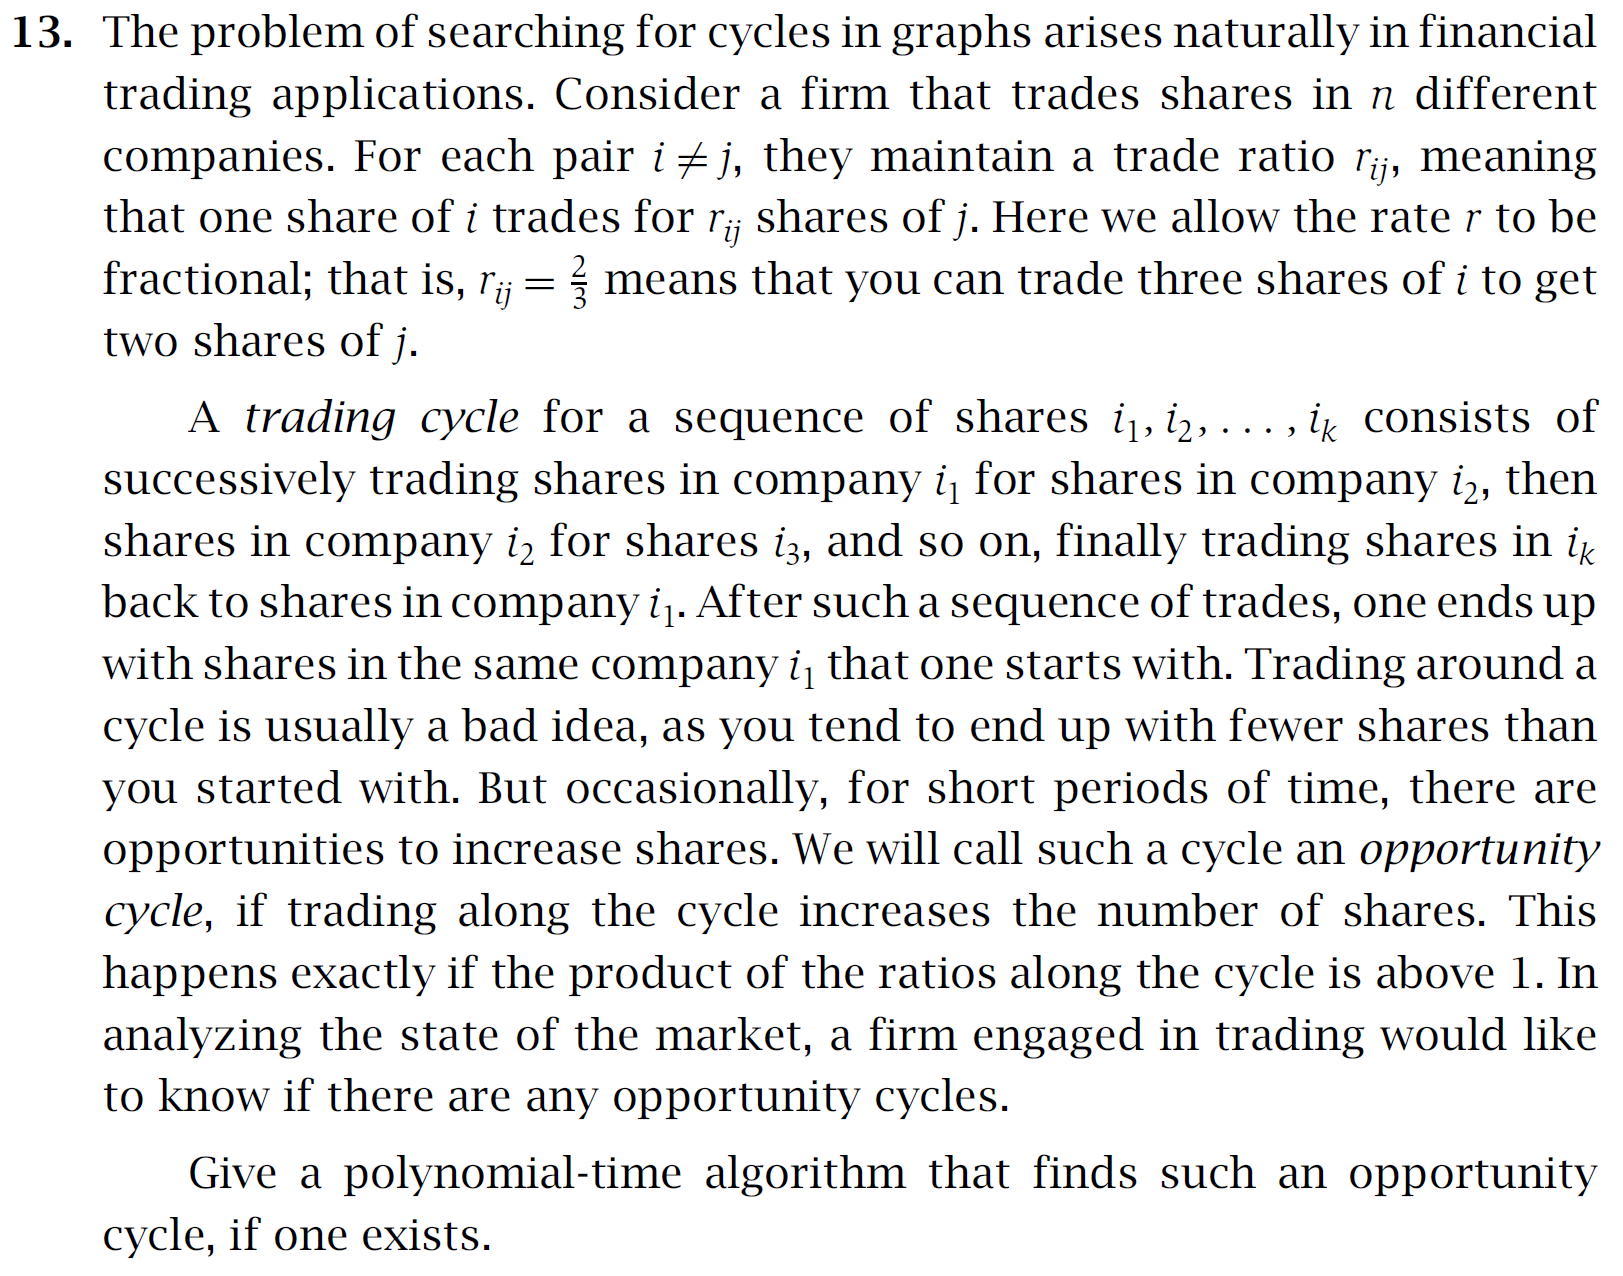 13. The problem of searching for cycles in graphs arises naturally in financial
trading applications. Consider a firm that trades shares in n different
companies. For each pair i ≠ j, they maintain a trade ratio r_{ij}, meaning
that one share of i trades for r_{ij} shares of j. Here we allow the rate r to be
fractional; that is, r_{ij} = \frac{2}{3} means that you can trade three shares of i to get
two shares of j.
A trading cycle for a sequence of shares i_1, i_2, . . . , i_k consists of
successively trading shares in company i_1 for shares in company i_2, then
shares in company i_2 for shares i_3, and so on, finally trading shares in i_k
back to shares in company i_1. After such a sequence of trades, one ends up
with shares in the same company i_1 that one starts with. Trading around a
cycle is usually a bad idea, as you tend to end up with fewer shares than
you started with. But occasionally, for short periods of time, there are
opportunities to increase shares. We will call such a cycle an opportunity
cycle, if trading along the cycle increases the number of shares. This
happens exactly if the product of the ratios along the cycle is above 1. In
analyzing the state of the market, a firm engaged in trading would like
to know if there are any opportunity cycles.
Give a polynomial-time algorithm that finds such an opportunity
cycle, if one exists.